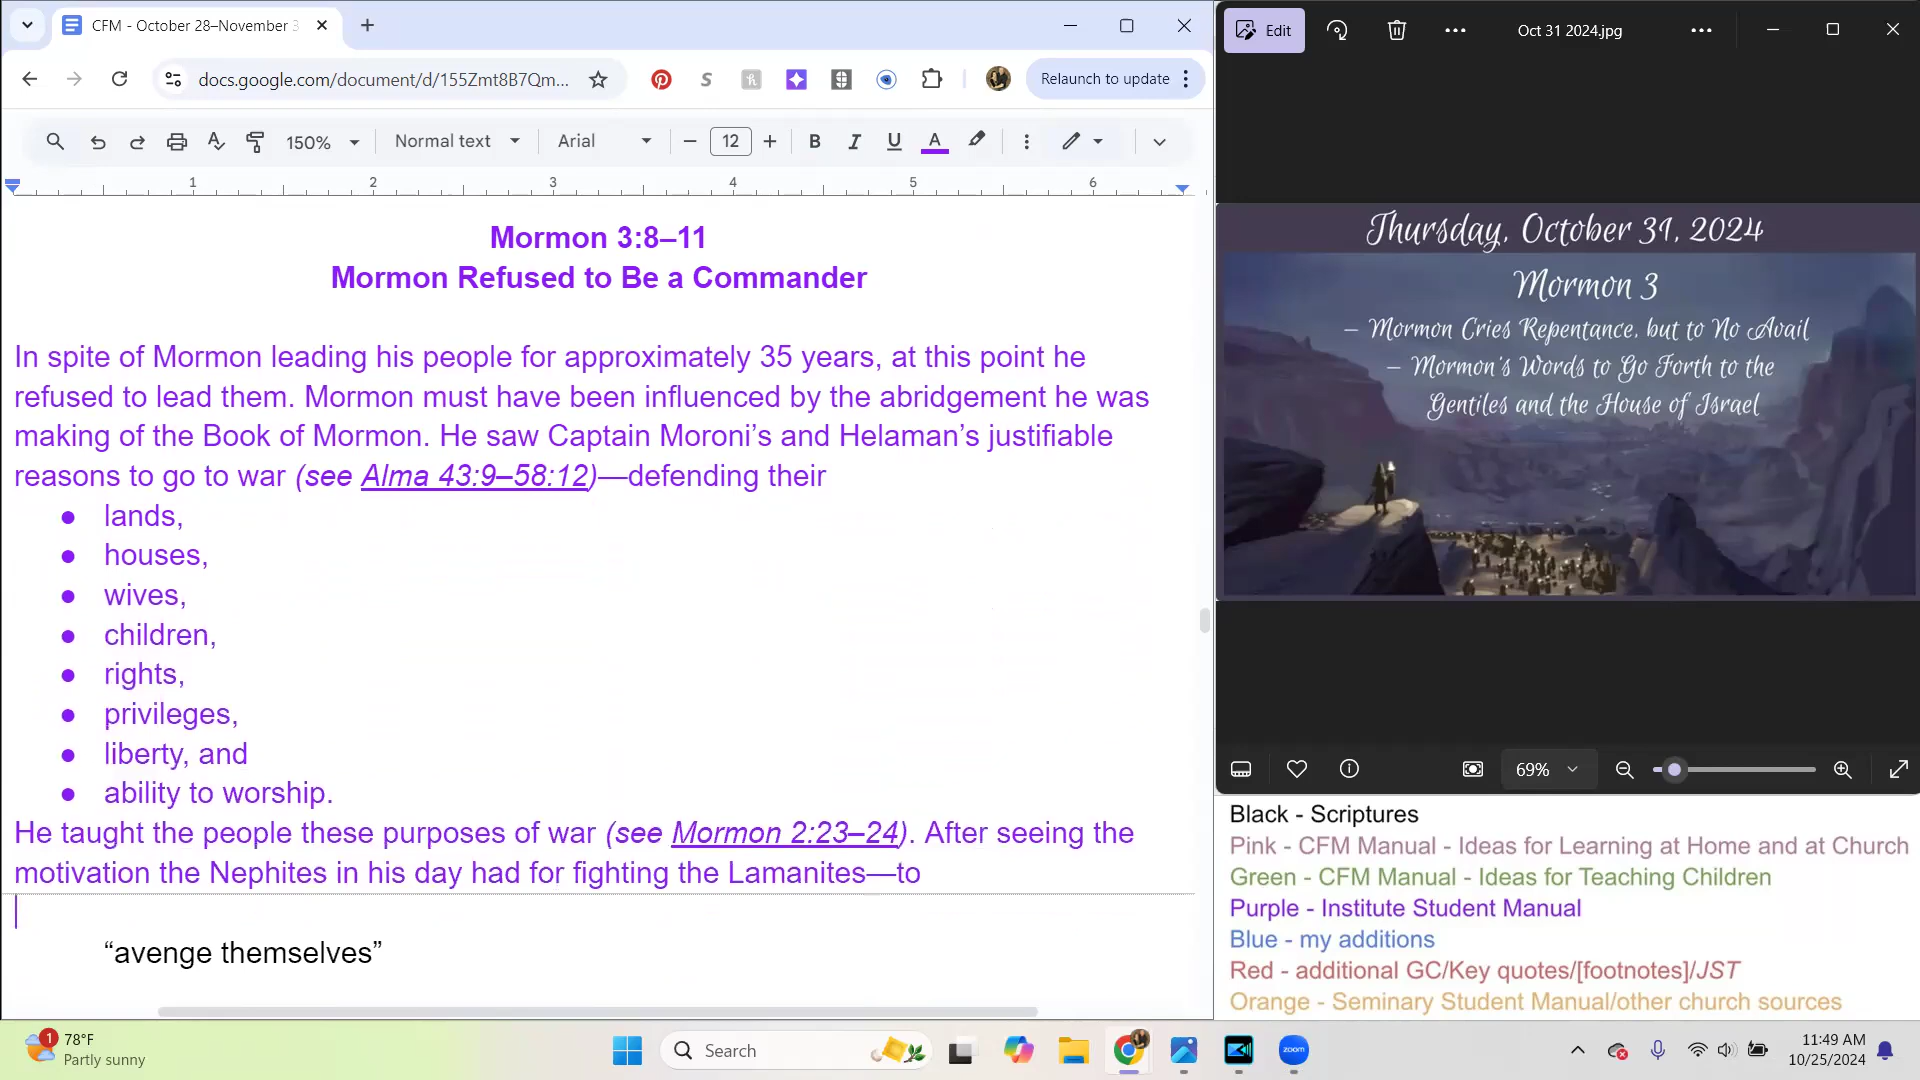 CFM - October 28–November 3
docs.google.com/document/d/155Zmt8B7Qm...
Relaunch to update
150%
Normal text
Arial
12
1 2 3 4 5 6
Mormon 3:8–11
Mormon Refused to Be a Commander
In spite of Mormon leading his people for approximately 35 years, at this point he
refused to lead them. Mormon must have been influenced by the abridgement he was
making of the Book of Mormon. He saw Captain Moroni’s and Helaman’s justifiable
reasons to go to war (see Alma 43:9–58:12)—defending their
● lands,
● houses,
● wives,
● children,
● rights,
● privileges,
● liberty, and
● ability to worship.
He taught the people these purposes of war (see Mormon 2:23–24). After seeing the
motivation the Nephites in his day had for fighting the Lamanites—to
“avenge themselves”
Edit
Oct 31 2024.jpg
Thursday, October 31, 2024
Mormon 3
– Mormon Cries Repentance, but to No Avail
– Mormon's Words to Go Forth to the
Gentiles and the House of Israel
69%
Black - Scriptures
Pink - CFM Manual - Ideas for Learning at Home and at Church
Green - CFM Manual - Ideas for Teaching Children
Purple - Institute Student Manual
Blue - my additions
Red - additional GC/Key quotes/[footnotes]/JST
Orange - Seminary Student Manual/other church sources
1
78°F
Partly sunny
Search
zoom
11:49 AM
10/25/2024